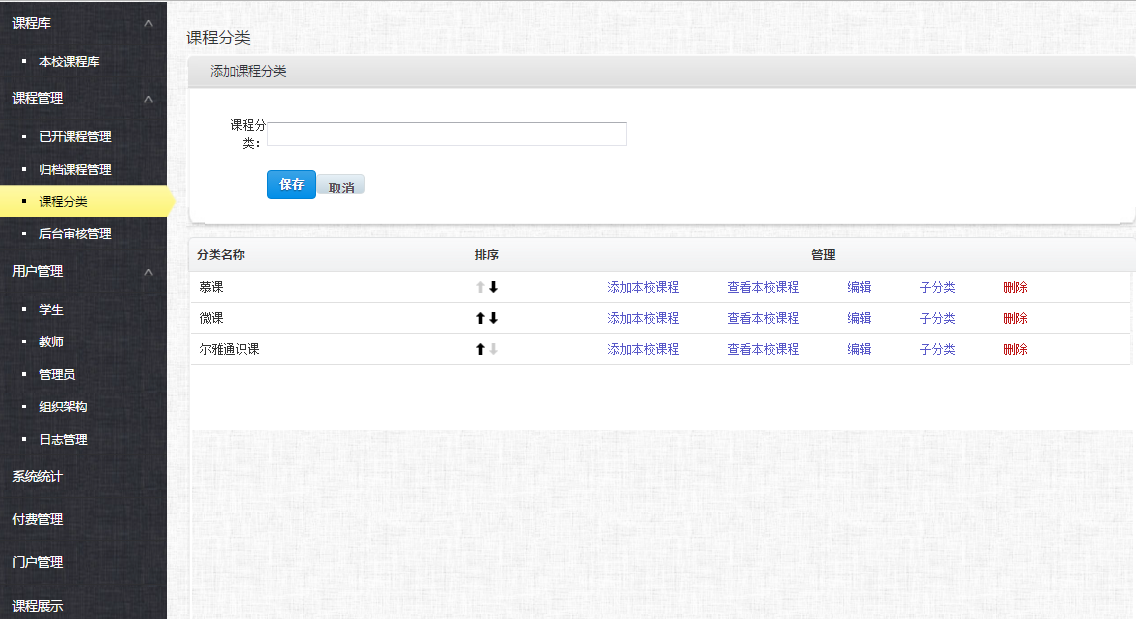 课程库
本校课程库
课程管理
已开课程管理
归档课程管理
课程分类
后台审核管理
用户管理
学生
教师
管理员
组织架构
日志管理
系统统计
付费管理
门户管理
课程展示
课程分类
添加课程分类
课程分
类：
保存 取消
分类名称 排序 管理
慕课 添加本校课程 查看本校课程 编辑 子分类 删除
微课 添加本校课程 查看本校课程 编辑 子分类 删除
尔雅通识课 添加本校课程 查看本校课程 编辑 子分类 删除